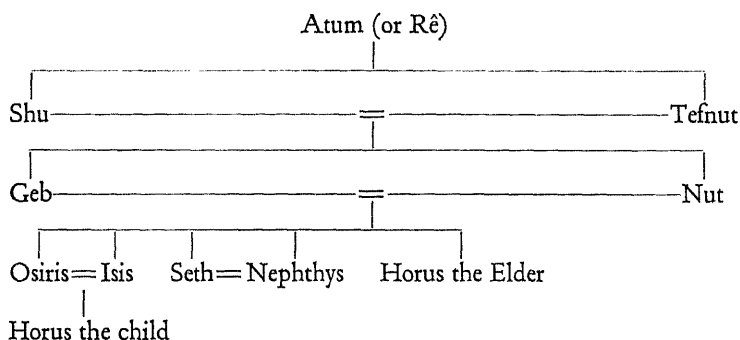 Atum (or Rê)
Shu = Tefnut
Geb = Nut
Osiris=Isis Seth=Nephthys Horus the Elder
Horus the child